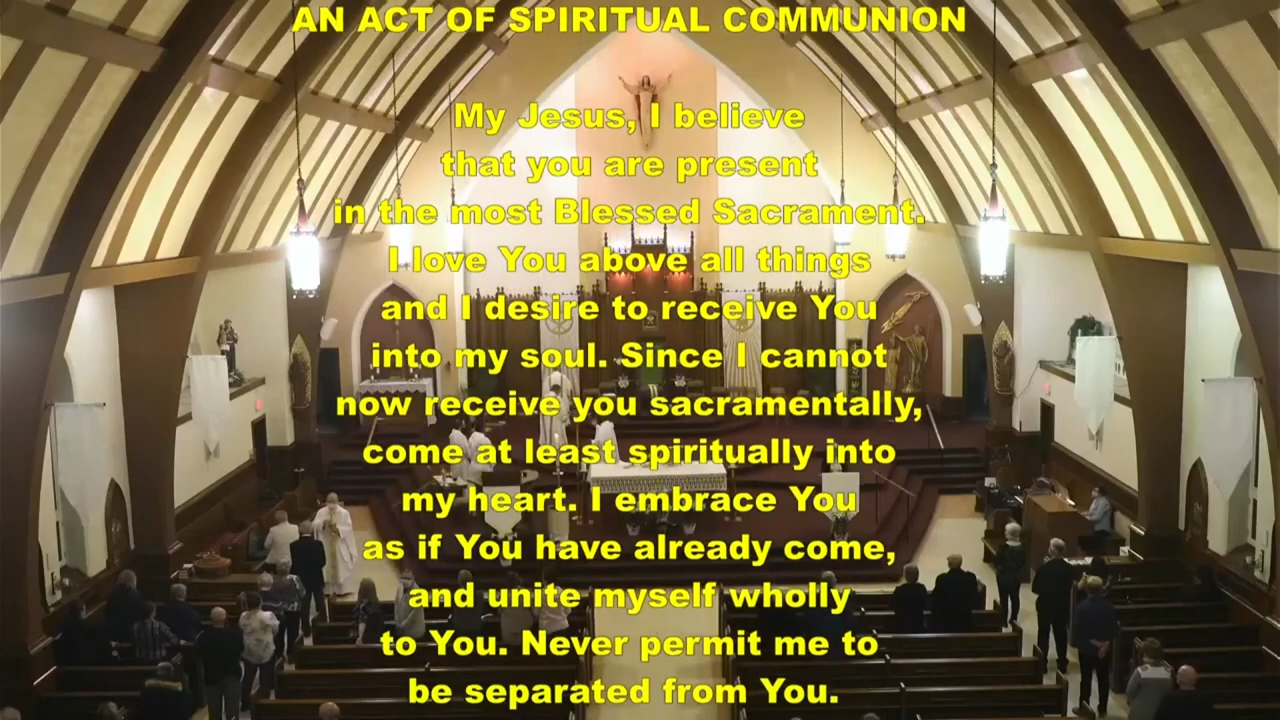 AN ACT OF SPIRITUAL COMMUNION
My Jesus, I believe
that you are present
in the most Blessed Sacrament.
I love You above all things
and I desire to receive You
into my soul. Since I cannot
now receive you sacramentally,
come at least spiritually into
my heart. I embrace You
as if You have already come,
and unite myself wholly
to You. Never permit me to
be separated from You.